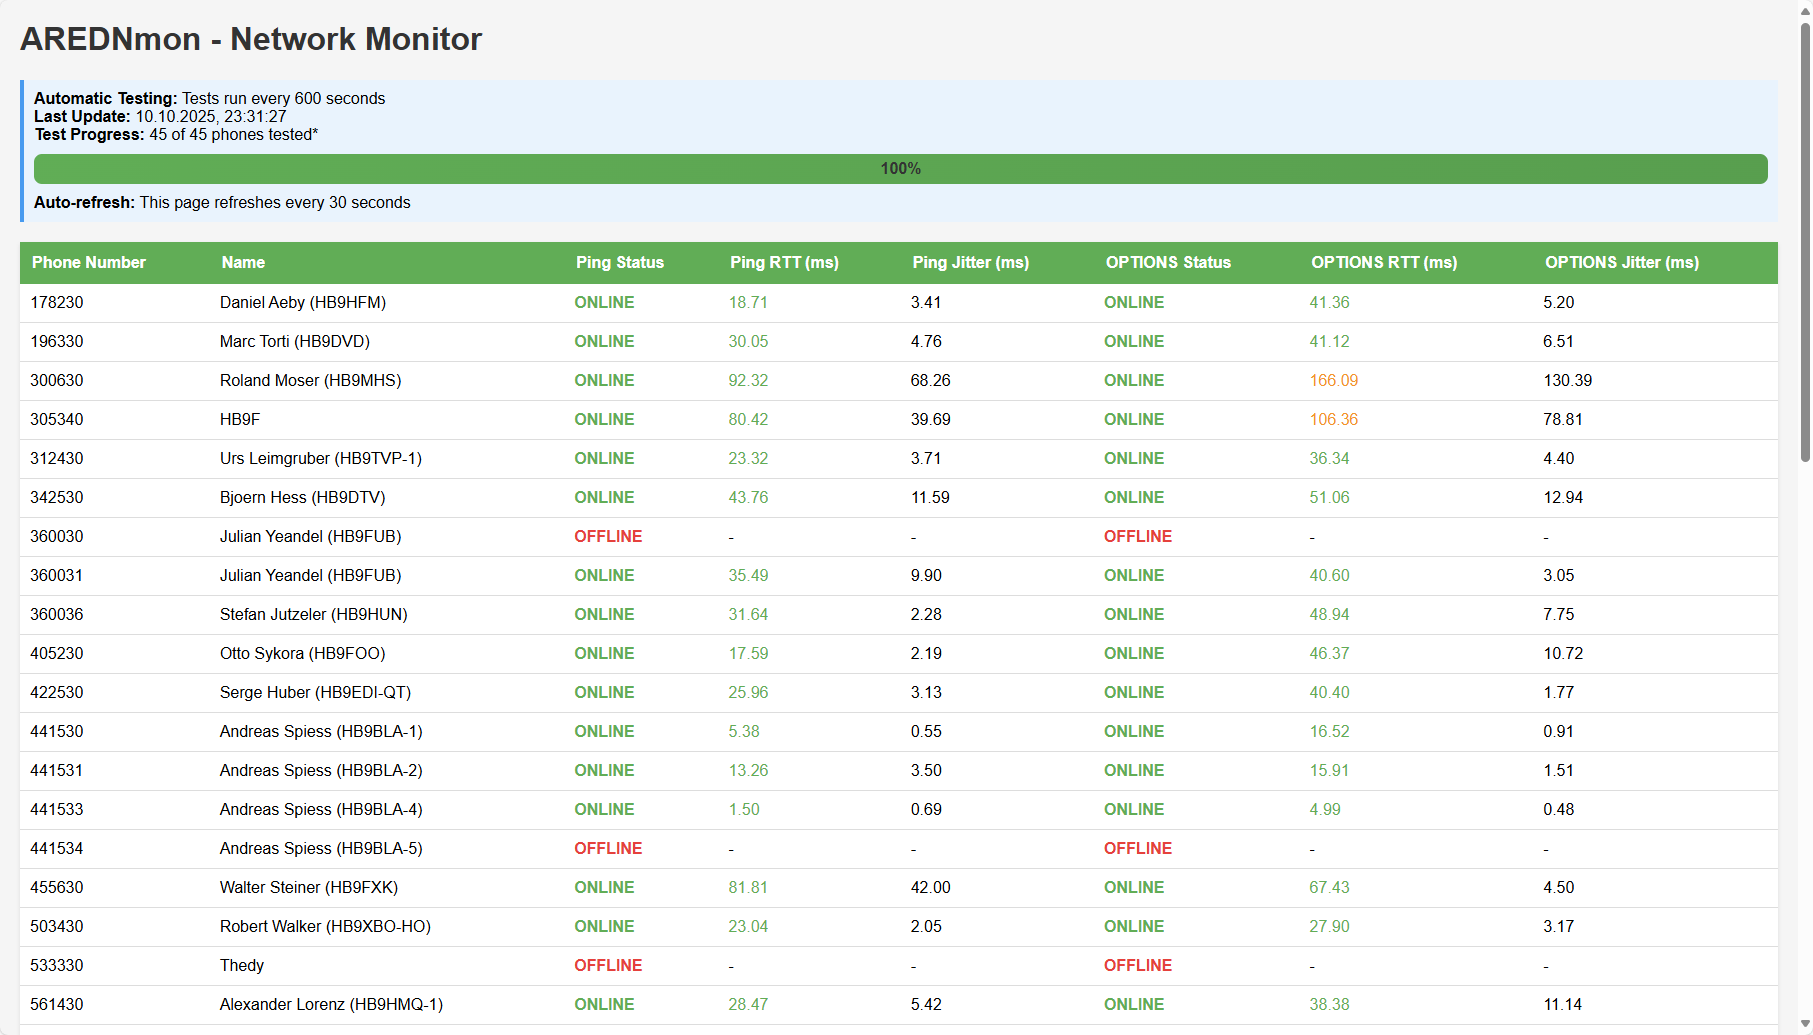 AREDNmon - Network Monitor
Automatic Testing: Tests run every 600 seconds
Last Update: 10.10.2025, 23:31:27
Test Progress: 45 of 45 phones tested*
100%
Auto-refresh: This page refreshes every 30 seconds
Phone Number Name Ping Status Ping RTT (ms) Ping Jitter (ms) OPTIONS Status OPTIONS RTT (ms) OPTIONS Jitter (ms)
178230 Daniel Aeby (HB9HFM) ONLINE 18.71 3.41 ONLINE 41.36 5.20
196330 Marc Torti (HB9DVD) ONLINE 30.05 4.76 ONLINE 41.12 6.51
300630 Roland Moser (HB9MHS) ONLINE 92.32 68.26 ONLINE 166.09 130.39
305340 HB9F ONLINE 80.42 39.69 ONLINE 106.36 78.81
312430 Urs Leimgruber (HB9TVP-1) ONLINE 23.32 3.71 ONLINE 36.34 4.40
342530 Bjoern Hess (HB9DTV) ONLINE 43.76 11.59 ONLINE 51.06 12.94
360030 Julian Yeandel (HB9FUB) OFFLINE - - OFFLINE - -
360031 Julian Yeandel (HB9FUB) ONLINE 35.49 9.90 ONLINE 40.60 3.05
360036 Stefan Jutzeler (HB9HUN) ONLINE 31.64 2.28 ONLINE 48.94 7.75
405230 Otto Sykora (HB9FOO) ONLINE 17.59 2.19 ONLINE 46.37 10.72
422530 Serge Huber (HB9EDI-QT) ONLINE 25.96 3.13 ONLINE 40.40 1.77
441530 Andreas Spiess (HB9BLA-1) ONLINE 5.38 0.55 ONLINE 16.52 0.91
441531 Andreas Spiess (HB9BLA-2) ONLINE 13.26 3.50 ONLINE 15.91 1.51
441533 Andreas Spiess (HB9BLA-4) ONLINE 1.50 0.69 ONLINE 4.99 0.48
441534 Andreas Spiess (HB9BLA-5) OFFLINE - - OFFLINE - -
455630 Walter Steiner (HB9FXK) ONLINE 81.81 42.00 ONLINE 67.43 4.50
503430 Robert Walker (HB9XBO-HO) ONLINE 23.04 2.05 ONLINE 27.90 3.17
533330 Thedy OFFLINE - - OFFLINE - -
561430 Alexander Lorenz (HB9HMQ-1) ONLINE 28.47 5.42 ONLINE 38.38 11.14